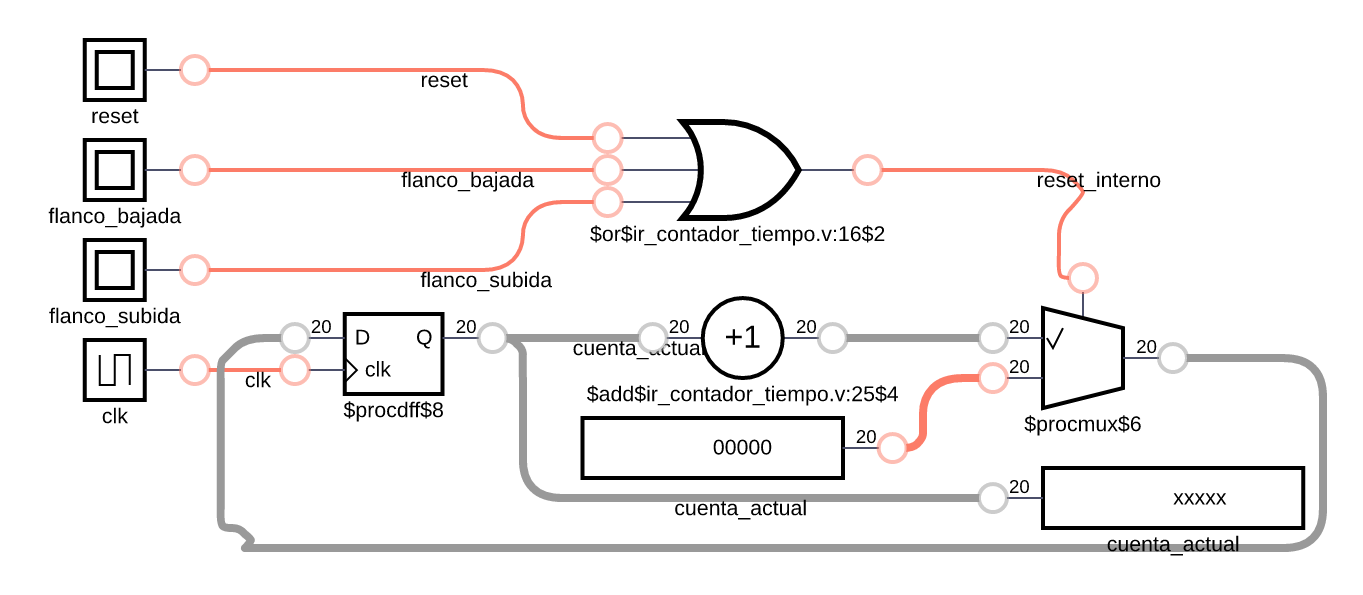 reset
reset
flanco_bajada
flanco_bajada
reset_interno
$or$ir_contador_tiempo.v:16$2
flanco_subida
flanco_subida
20
D
Q
20
cuenta_actual
20
+1
20
20
20
clk
clk
clk
$procdff$8
$add$ir_contador_tiempo.v:25$4
20
$procmux$6
00000
20
cuenta_actual
20
xxxxx
cuenta_actual